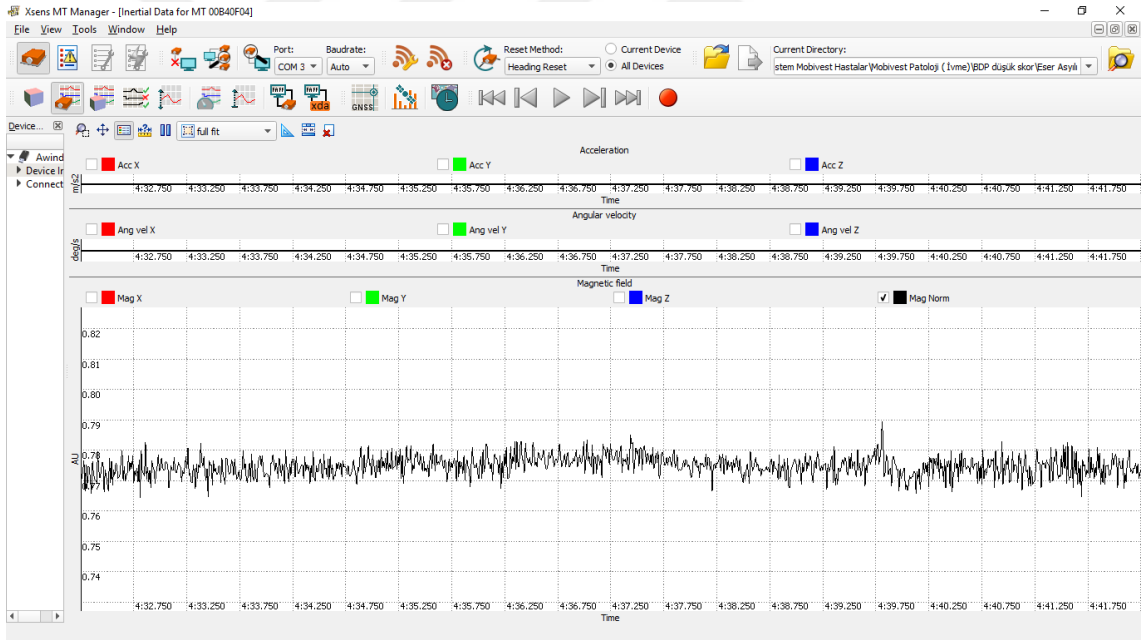 Xsens MT Manager - [Inertial Data for MT 00B40F04]
File View Tools Window Help
Port: Baudrate: Reset Method: Current Device Current Directory:
COM 3 Auto Heading Reset All Devices stem Mobivest Hastalar\Mobivest Patoloji ( İvme)\BDP düşük skor\Eser Asyılı
xda GNSS
Device... full fit
Awind
Device Ir
Connect
Acceleration
Acc X Acc Y Acc Z
m/s2
4:32.750 4:33.250 4:33.750 4:34.250 4:34.750 4:35.250 4:35.750 4:36.250 4:36.750 4:37.250 4:37.750 4:38.250 4:38.750 4:39.250 4:39.750 4:40.250 4:40.750 4:41.250 4:41.750
Time
Angular velocity
Ang vel X Ang vel Y Ang vel Z
deg/s
4:32.750 4:33.250 4:33.750 4:34.250 4:34.750 4:35.250 4:35.750 4:36.250 4:36.750 4:37.250 4:37.750 4:38.250 4:38.750 4:39.250 4:39.750 4:40.250 4:40.750 4:41.250 4:41.750
Time
Magnetic field
Mag X Mag Y Mag Z Mag Norm
0.82
0.81
0.80
0.79
AU
0.78
0.77
0.76
0.75
0.74
4:32.750 4:33.250 4:33.750 4:34.250 4:34.750 4:35.250 4:35.750 4:36.250 4:36.750 4:37.250 4:37.750 4:38.250 4:38.750 4:39.250 4:39.750 4:40.250 4:40.750 4:41.250 4:41.750
Time